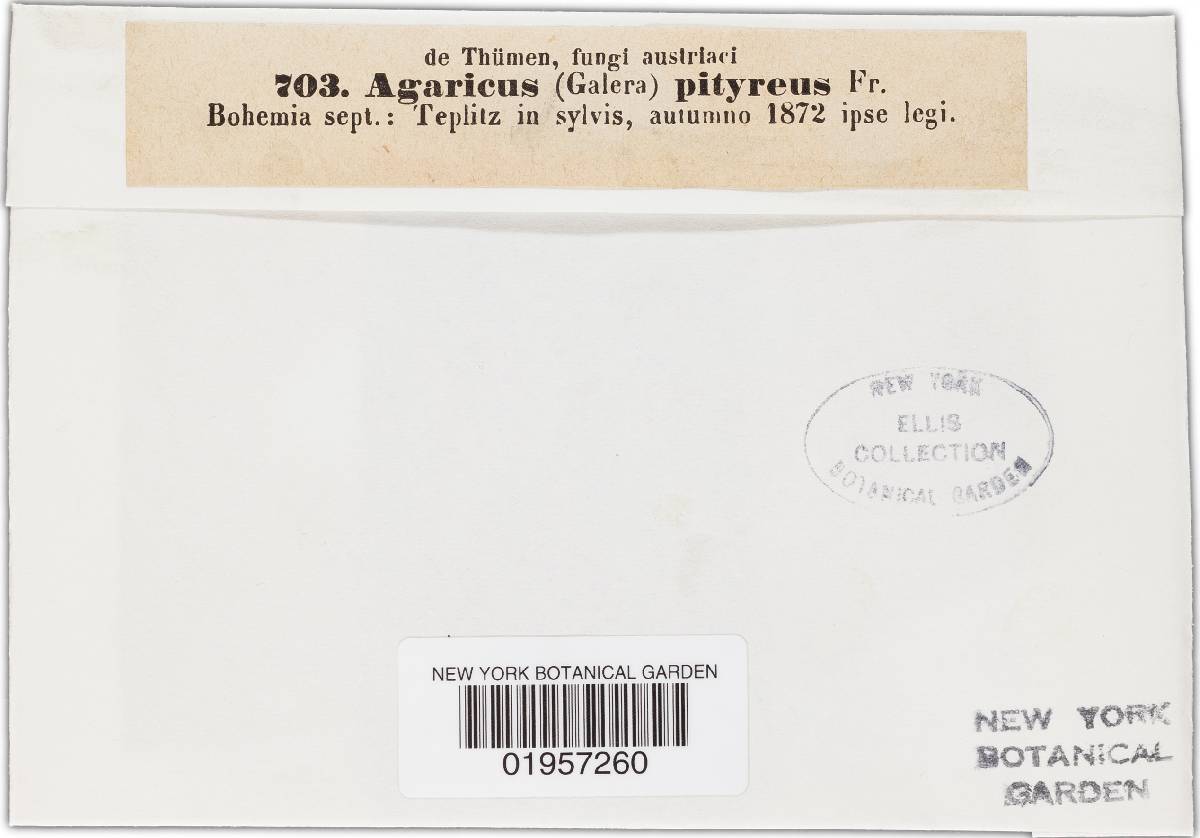 de Thümen, fungi austriaci
703. Agaricus (Galera) pityreus Fr.
Bohemia sept.: Teplitz in sylvis, autumno 1872 ipse legi.
NEW YORK
ELLIS
COLLECTION
BOTANICAL GARDEN
NEW YORK BOTANICAL GARDEN
01957260
NEW YORK
BOTANICAL
GARDEN